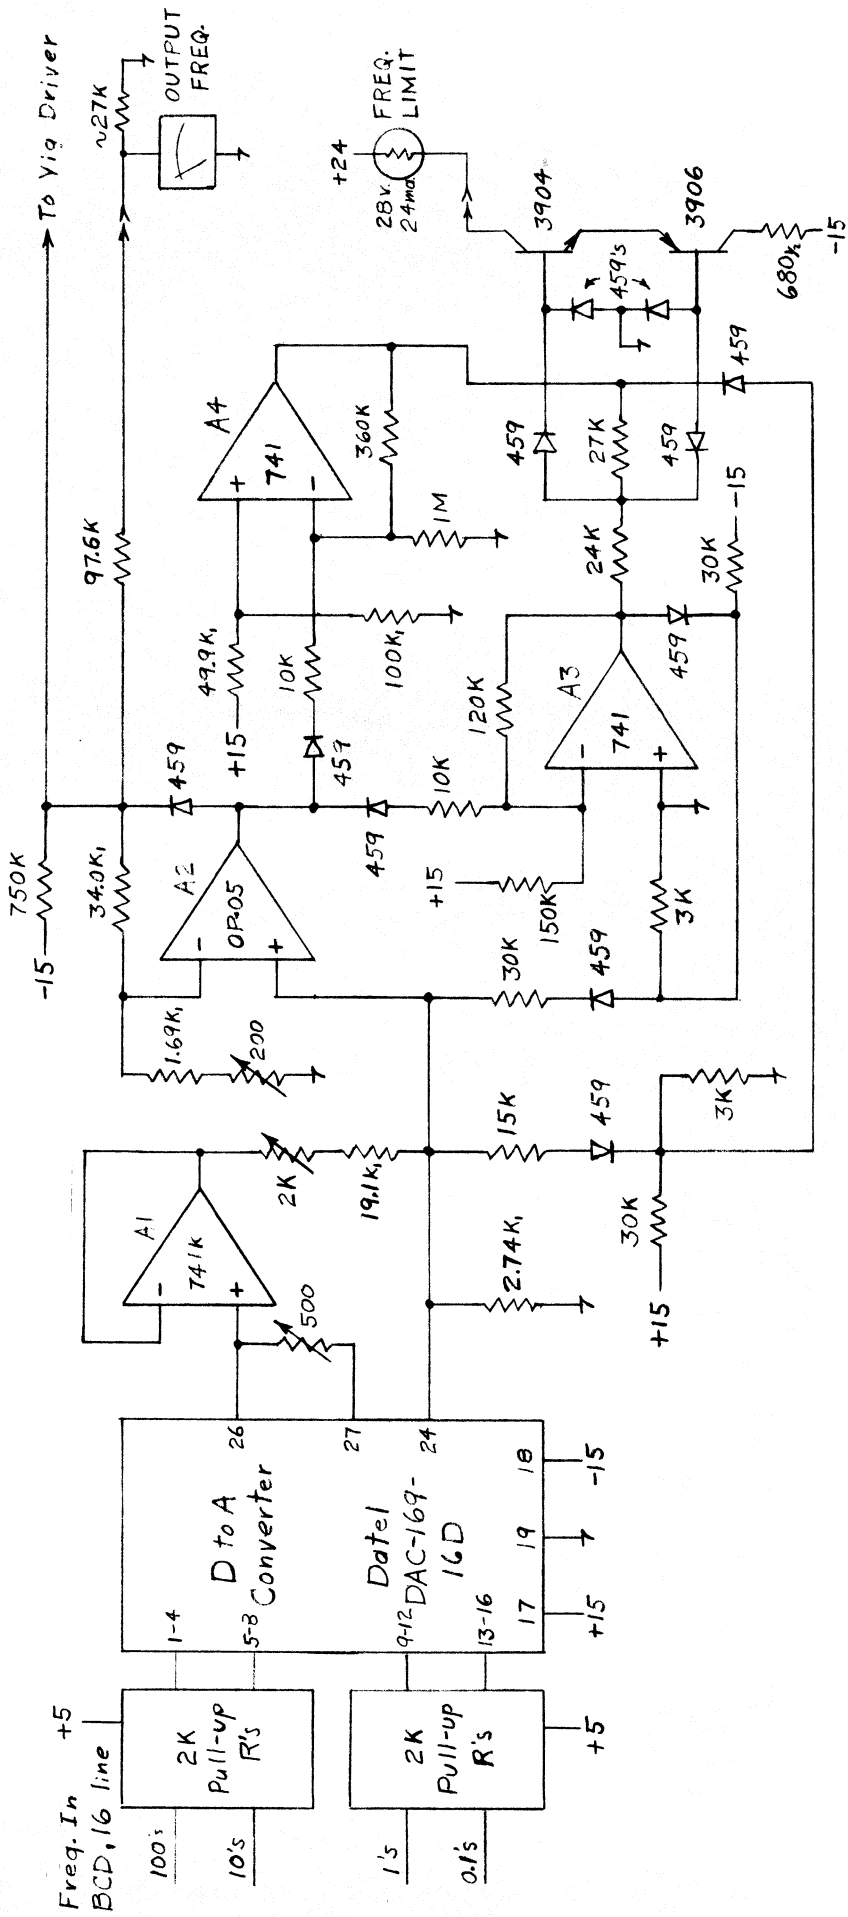 Freq. In
BCD, 16 line
100's
10's
1's
0.1's
+5
2K
Pull-up
R's
2K
Pull-up
R's
+5
1-4
5-8
9-12
13-16
D to A
Converter
Datel
DAC-169-
16D
26
27
24
17
19
18
+15
-15
A1
741K
-
+
500
2K
19.1K,
2.74K,
15K
459
30K
+15
3K
1.69K,
200
-15
750K
34.0K,
A2
OP-05
-
+
459
30K
459
3K
+15
150K
10K
459
459
10K
+15
49.9K,
100K,
A4
741
+
-
360K
1M
120K
A3
741
-
+
459
30K
-15
24K
27K
459
459
459
459's
3904
3906
680½
-15
+24
28v.
24ma.
FREQ.
LIMIT
97.6K
~27K
OUTPUT
FREQ.
To Yig Driver